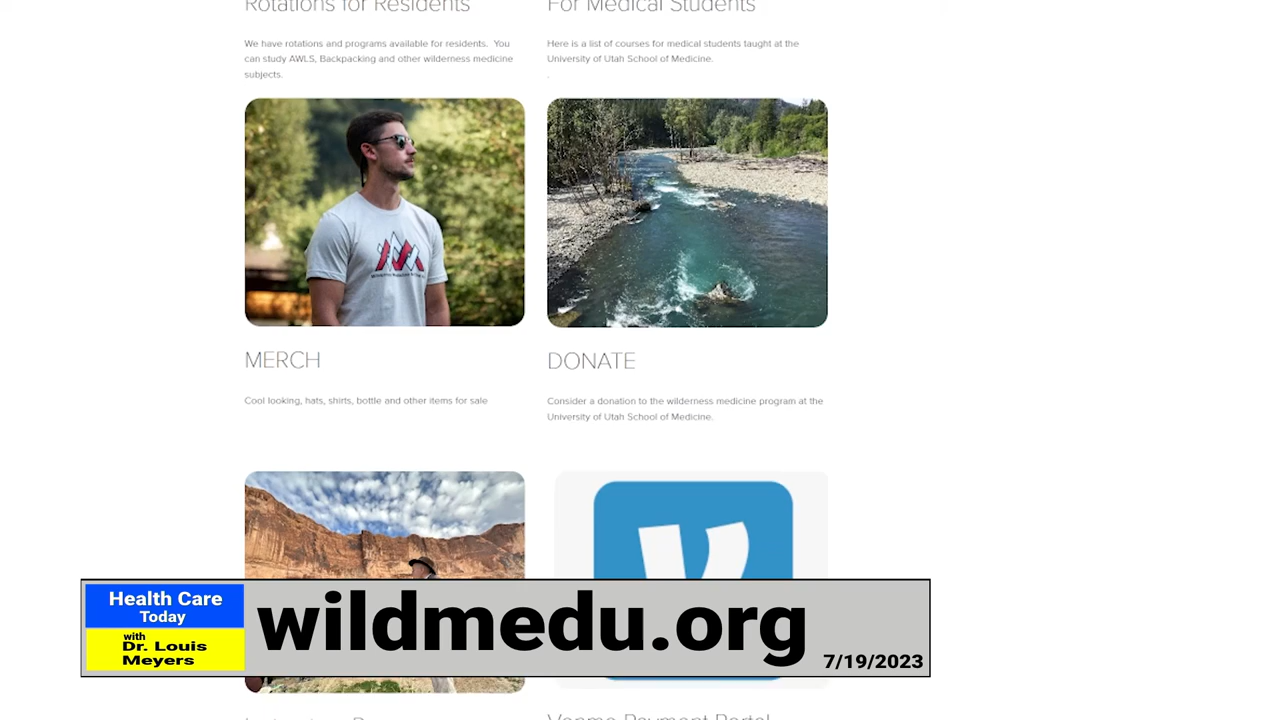 Rotations for Residents
For Medical Students
We have rotations and programs available for residents. You
can study AWLS, Backpacking and other wilderness medicine
subjects.
Here is a list of courses for medical students taught at the
University of Utah School of Medicine.
.
MERCH
DONATE
Cool looking, hats, shirts, bottle and other items for sale
Consider a donation to the wilderness medicine program at the
University of Utah School of Medicine.
Health Care
Today
with
Dr. Louis
Meyers
wildmedu.org
7/19/2023
Venmo Payment Portal